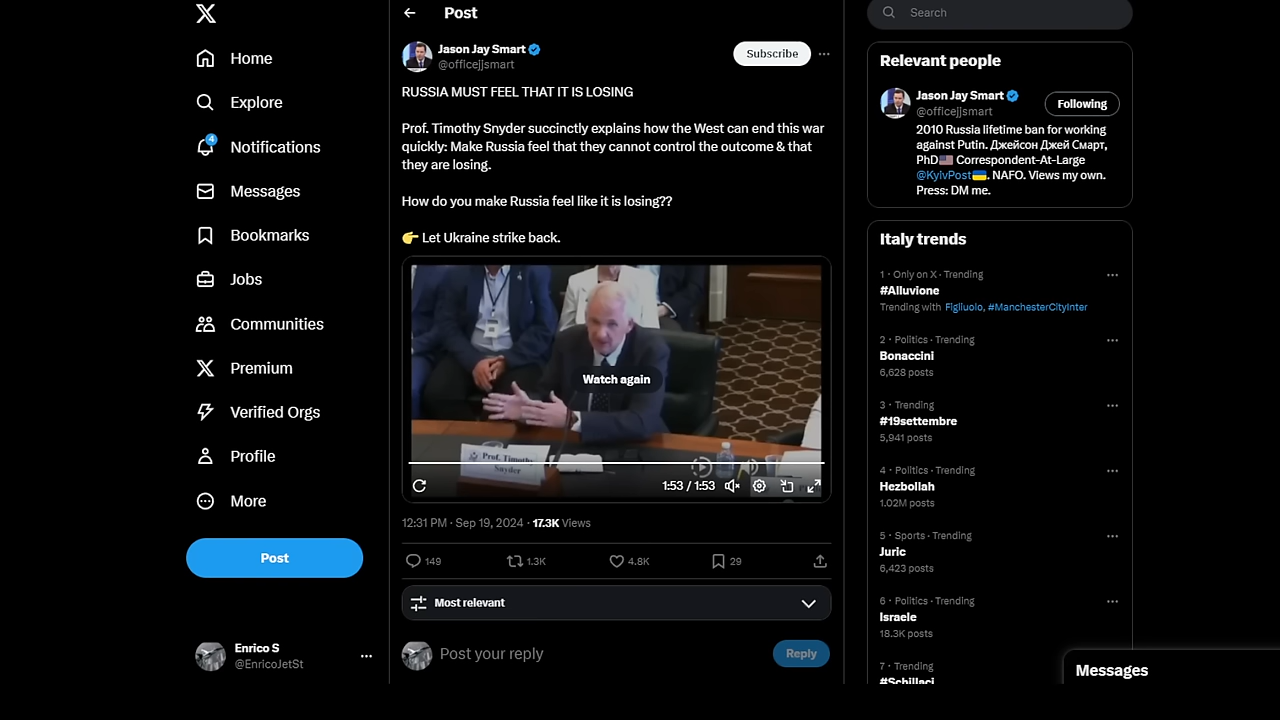 Home
Explore
4
Notifications
Messages
Bookmarks
Jobs
Communities
Premium
Verified Orgs
Profile
More
Post
Enrico S
@EnricoJetSt
Post
Jason Jay Smart
@officejjsmart
Subscribe
RUSSIA MUST FEEL THAT IT IS LOSING
Prof. Timothy Snyder succinctly explains how the West can end this war
quickly: Make Russia feel that they cannot control the outcome & that
they are losing.
How do you make Russia feel like it is losing??
👉 Let Ukraine strike back.
Watch again
Prof. Timothy
Snyder
1:53 / 1:53
12:31 PM · Sep 19, 2024 · 17.3K Views
149 1.3K 4.8K 29
Most relevant
Post your reply
Reply
Search
Relevant people
Jason Jay Smart
@officejjsmart
Following
2010 Russia lifetime ban for working
against Putin. Джейсон Джей Смарт,
PhD🇺🇸 Correspondent-At-Large
@KyivPost🇺🇦. NAFO. Views my own.
Press: DM me.
Italy trends
1 · Only on X · Trending
#Alluvione
Trending with Figliuolo, #ManchesterCityInter
2 · Politics · Trending
Bonaccini
6,628 posts
3 · Trending
#19settembre
5,941 posts
4 · Politics · Trending
Hezbollah
1.02M posts
5 · Sports · Trending
Juric
6,423 posts
6 · Politics · Trending
Israele
18.3K posts
7 · Trending
#Schillaci
Messages